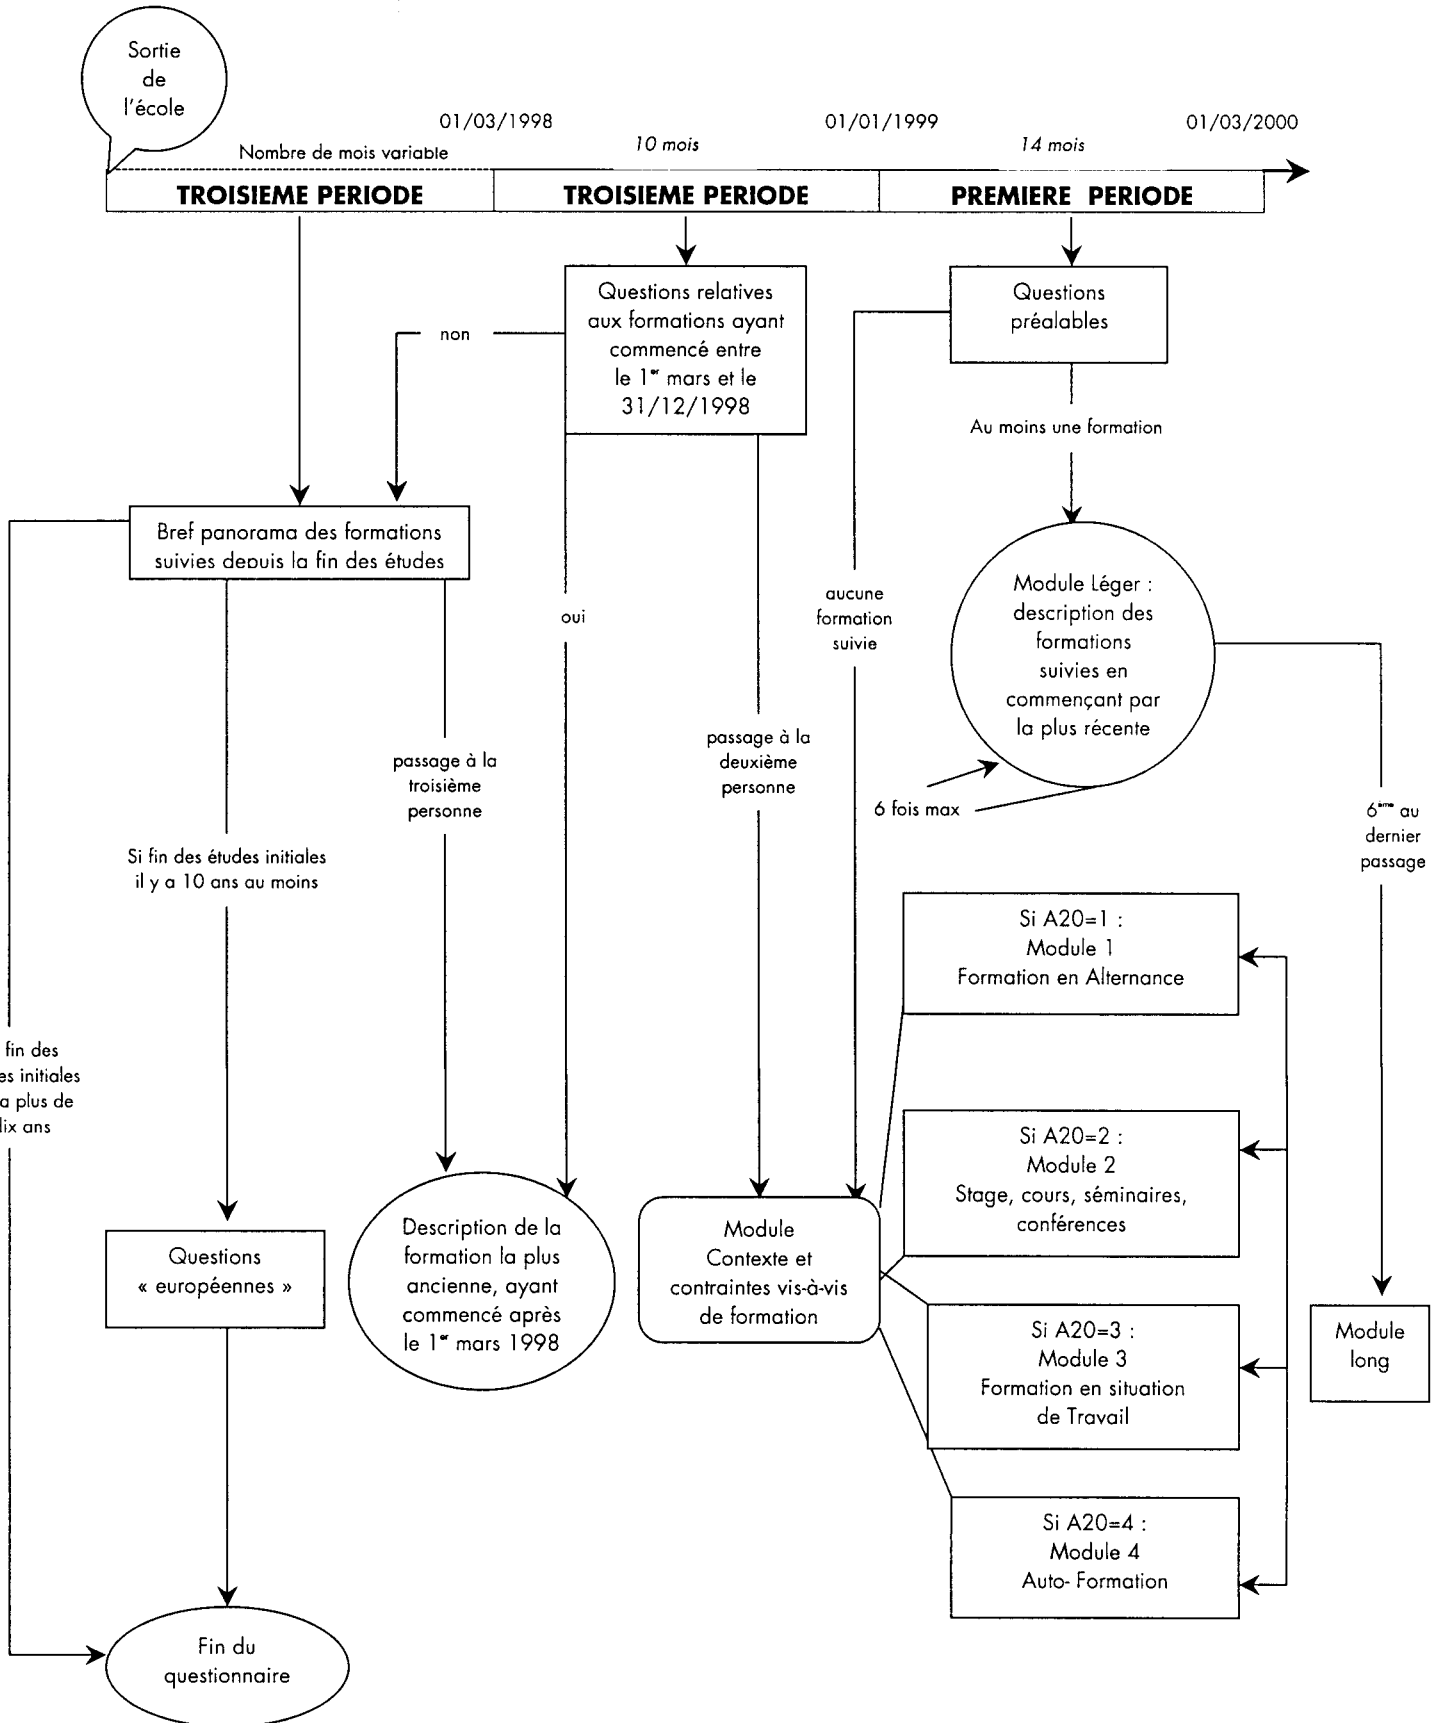 Sortie
de
l'école
01/03/1998
01/01/1999
01/03/2000
Nombre de mois variable
10 mois
14 mois
TROISIEME PERIODE
TROISIEME PERIODE
PREMIERE PERIODE
Questions relatives
aux formations ayant
commencé entre
le 1er mars et le
31/12/1998
Questions
préalables
non
Au moins une formation
Bref panorama des formations
suivies depuis la fin des études
oui
aucune
formation
suivie
Module Léger :
description des
formations
suivies en
commençant par
la plus récente
passage à la
troisième
personne
passage à la
deuxième
personne
6 fois max
6ème au
dernier
passage
Si fin des études initiales
il y a 10 ans au moins
Si A20=1 :
Module 1
Formation en Alternance
fin des
es initiales
a plus de
lix ans
Si A20=2 :
Module 2
Stage, cours, séminaires,
conférences
Questions
« européennes »
Description de la
formation la plus
ancienne, ayant
commencé après
le 1er mars 1998
Module
Contexte et
contraintes vis-à-vis
de formation
Si A20=3 :
Module 3
Formation en situation
de Travail
Module
long
Si A20=4 :
Module 4
Auto- Formation
Fin du
questionnaire